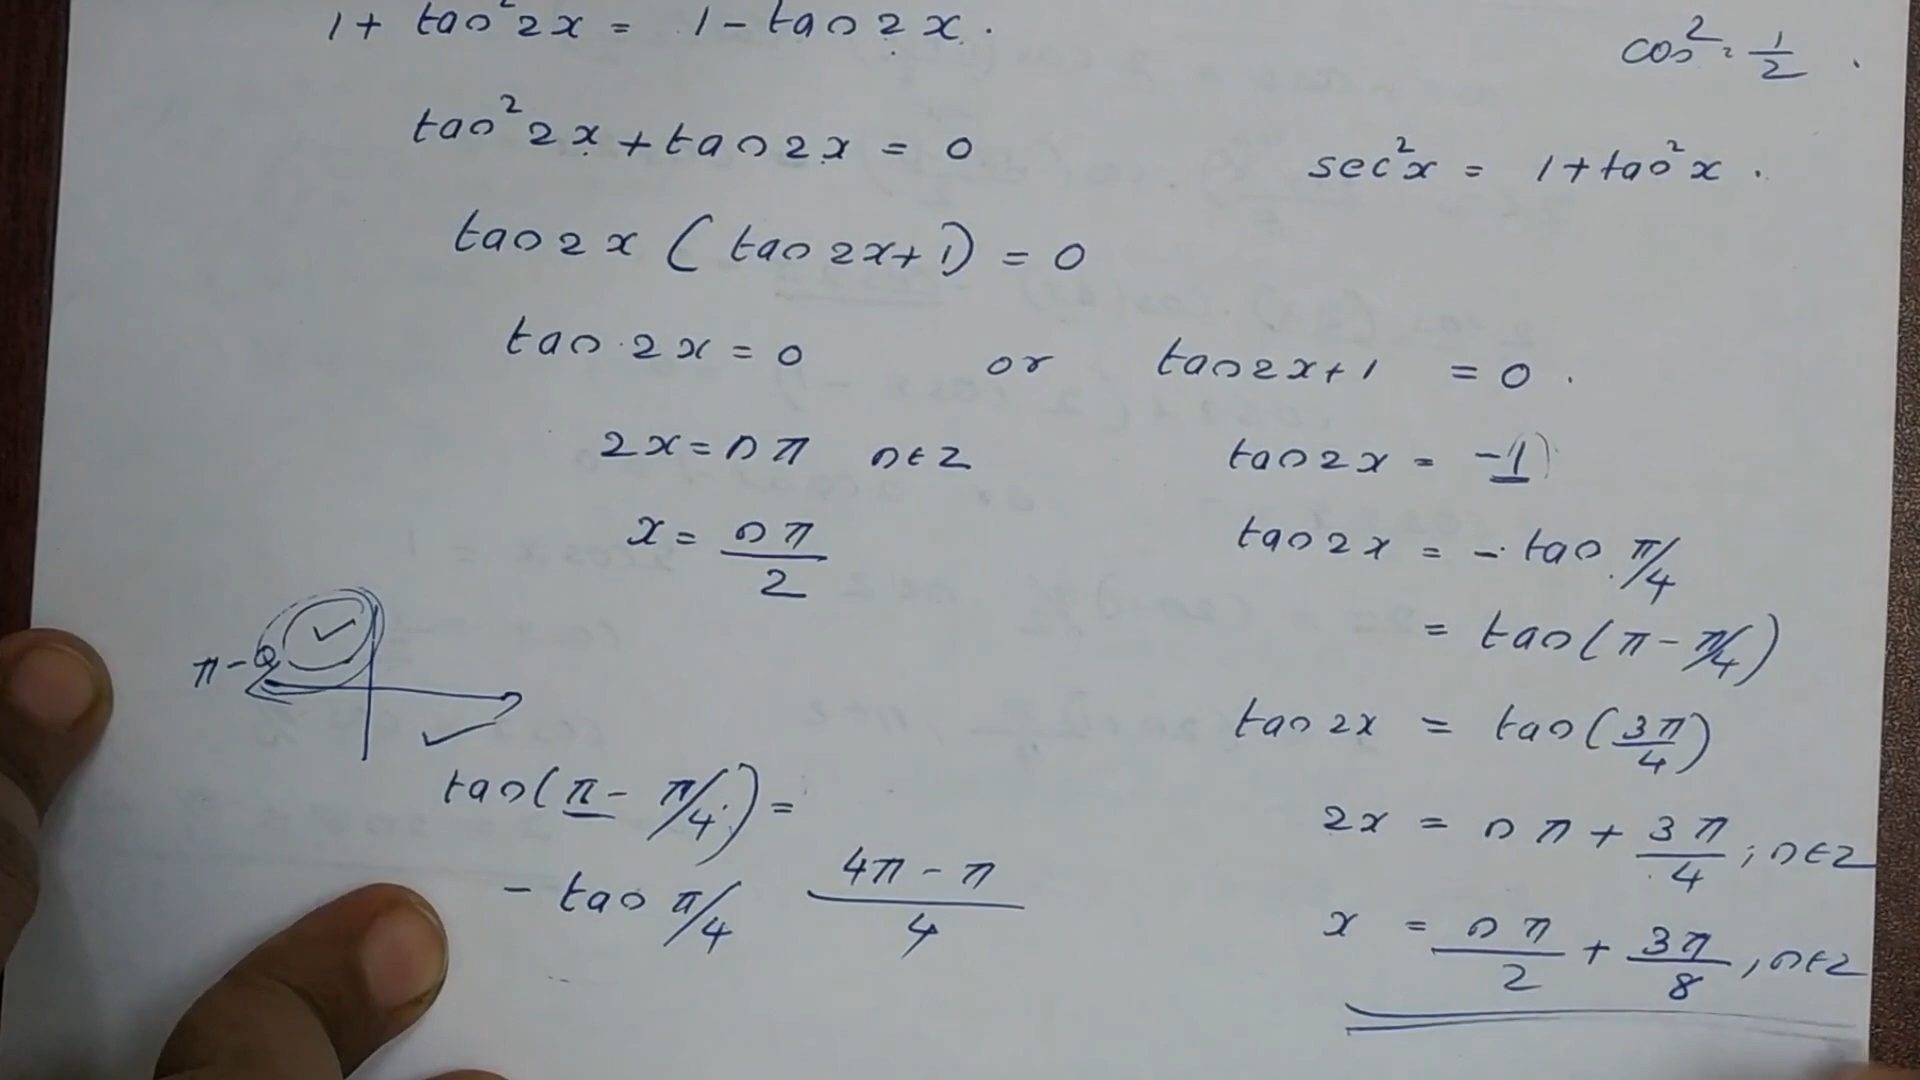 1 + tan²2x = 1 - tan 2x.
cos² = 1/2.
tan²2x + tan 2x = 0
sec²x = 1 + tan²x.
tan 2x (tan 2x + 1) = 0
tan 2x = 0 or tan 2x + 1 = 0.
2x = nπ n∈Z
tan 2x = -1
x = nπ/2
tan 2x = - tan π/4
= tan(π - π/4)
π-θ
tan 2x = tan(3π/4)
tan(π - π/4) =
- tan π/4
4π - π / 4
2x = nπ + 3π/4 ; n∈Z
x = nπ/2 + 3π/8 , n∈Z